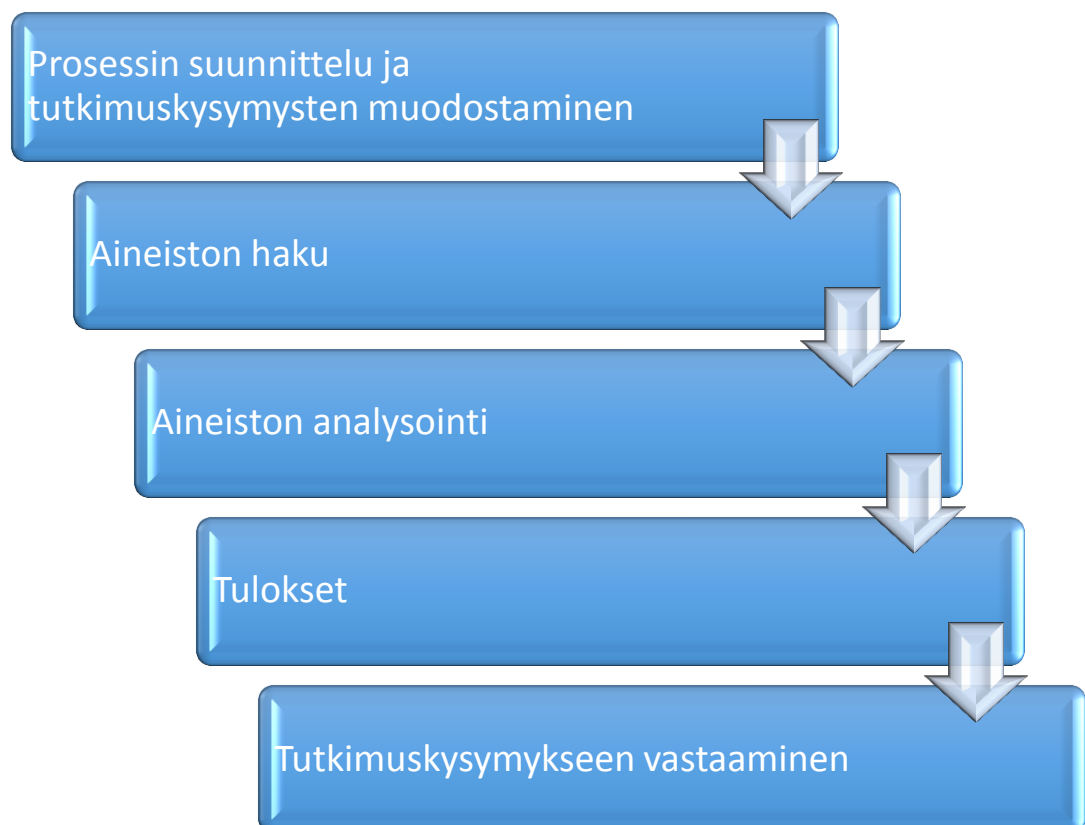 Prosessin suunnittelu ja
tutkimuskysymysten muodostaminen
Aineiston haku
Aineiston analysointi
Tulokset
Tutkimuskysymykseen vastaaminen